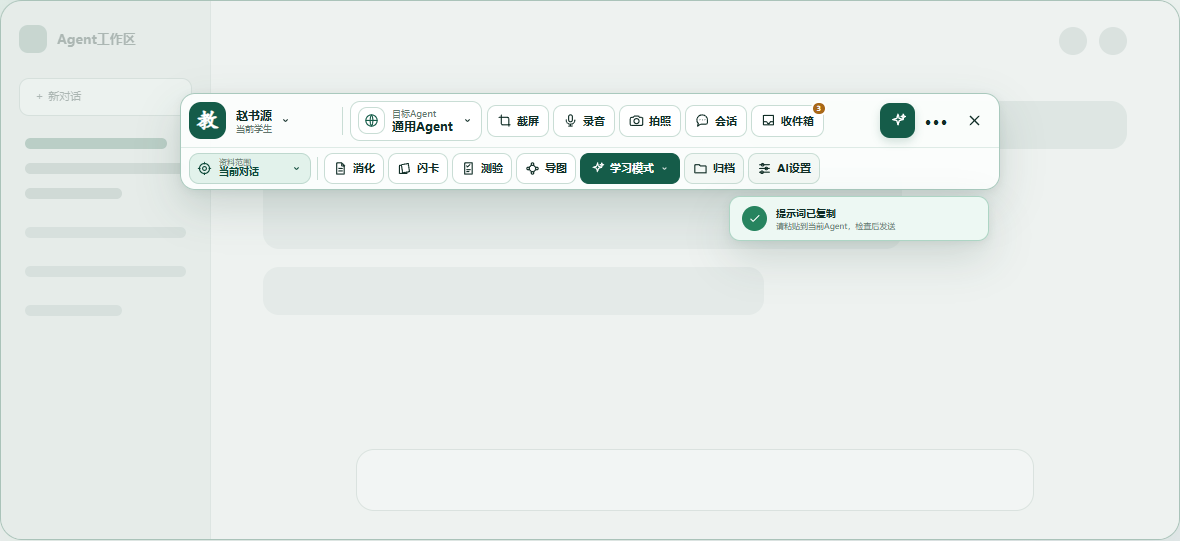 Agent工作区
+ 新对话
教
赵书源
当前学生
目标Agent
通用Agent
截屏
录音
拍照
会话
收件箱
3
资料范围
当前对话
消化
闪卡
测验
导图
学习模式
归档
AI设置
提示词已复制
请粘贴到当前Agent，检查后发送